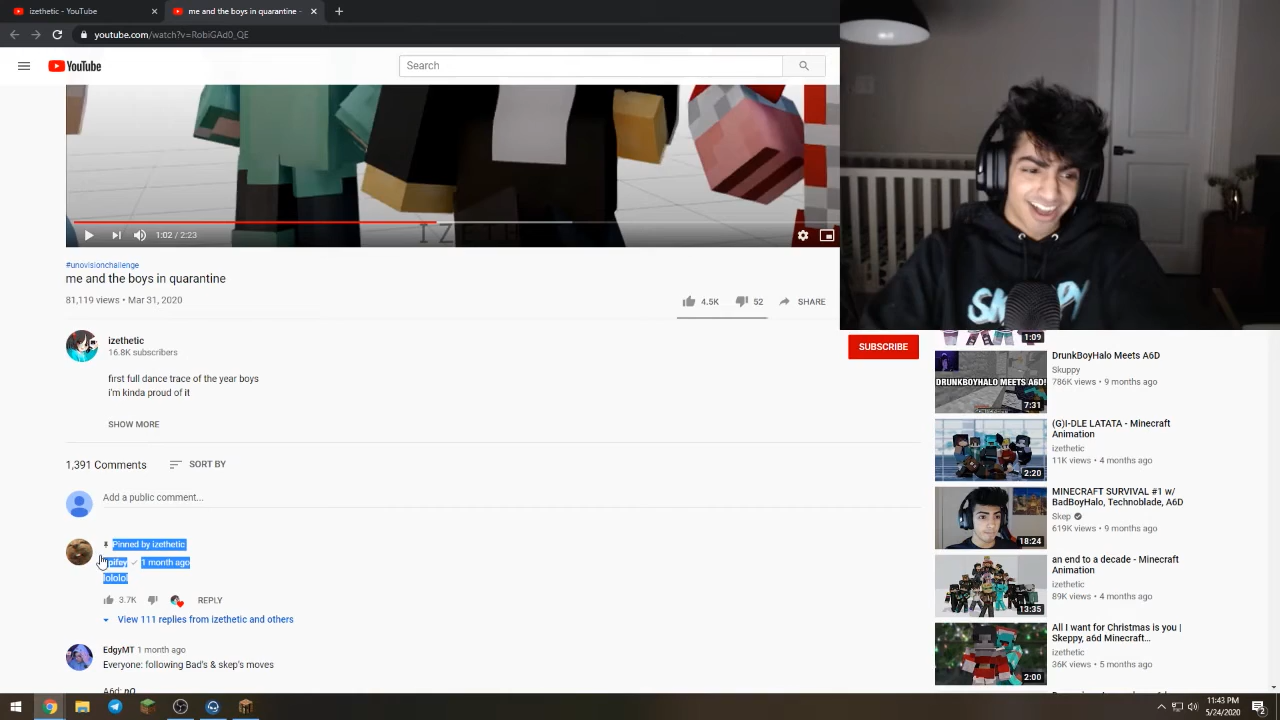 izethetic - YouTube
me and the boys in quarantine -
youtube.com/watch?v=RobiGAd0_QE
YouTube
Search
IZETH
1:02 / 2:23
#unovisionchallenge
me and the boys in quarantine
81,119 views • Mar 31, 2020
4.5K
52
SHARE
izethetic
16.8K subscribers
SUBSCRIBE
first full dance trace of the year boys
i'm kinda proud of it
SHOW MORE
1,391 Comments
SORT BY
Add a public comment...
Pinned by izethetic
1 month ago
lololol
3.7K
REPLY
View 111 replies from izethetic and others
EdgyMT 1 month ago
Everyone: following Bad's & skep's moves
A6d: nO
1:09
DRUNKBOYHALO MEETS A6D!
7:31
DrunkBoyHalo Meets A6D
Skuppy
786K views • 9 months ago
2:20
(G)I-DLE LATATA - Minecraft
Animation
izethetic
11K views • 4 months ago
18:24
MINECRAFT SURVIVAL #1 w/
BadBoyHalo, Technoblade, A6D
Skep
619K views • 9 months ago
13:35
an end to a decade - Minecraft
Animation
izethetic
89K views • 4 months ago
2:00
All I want for Christmas is you |
Skeppy, a6d Minecraft...
izethetic
36K views • 5 months ago
11:43 PM
5/24/2020
2